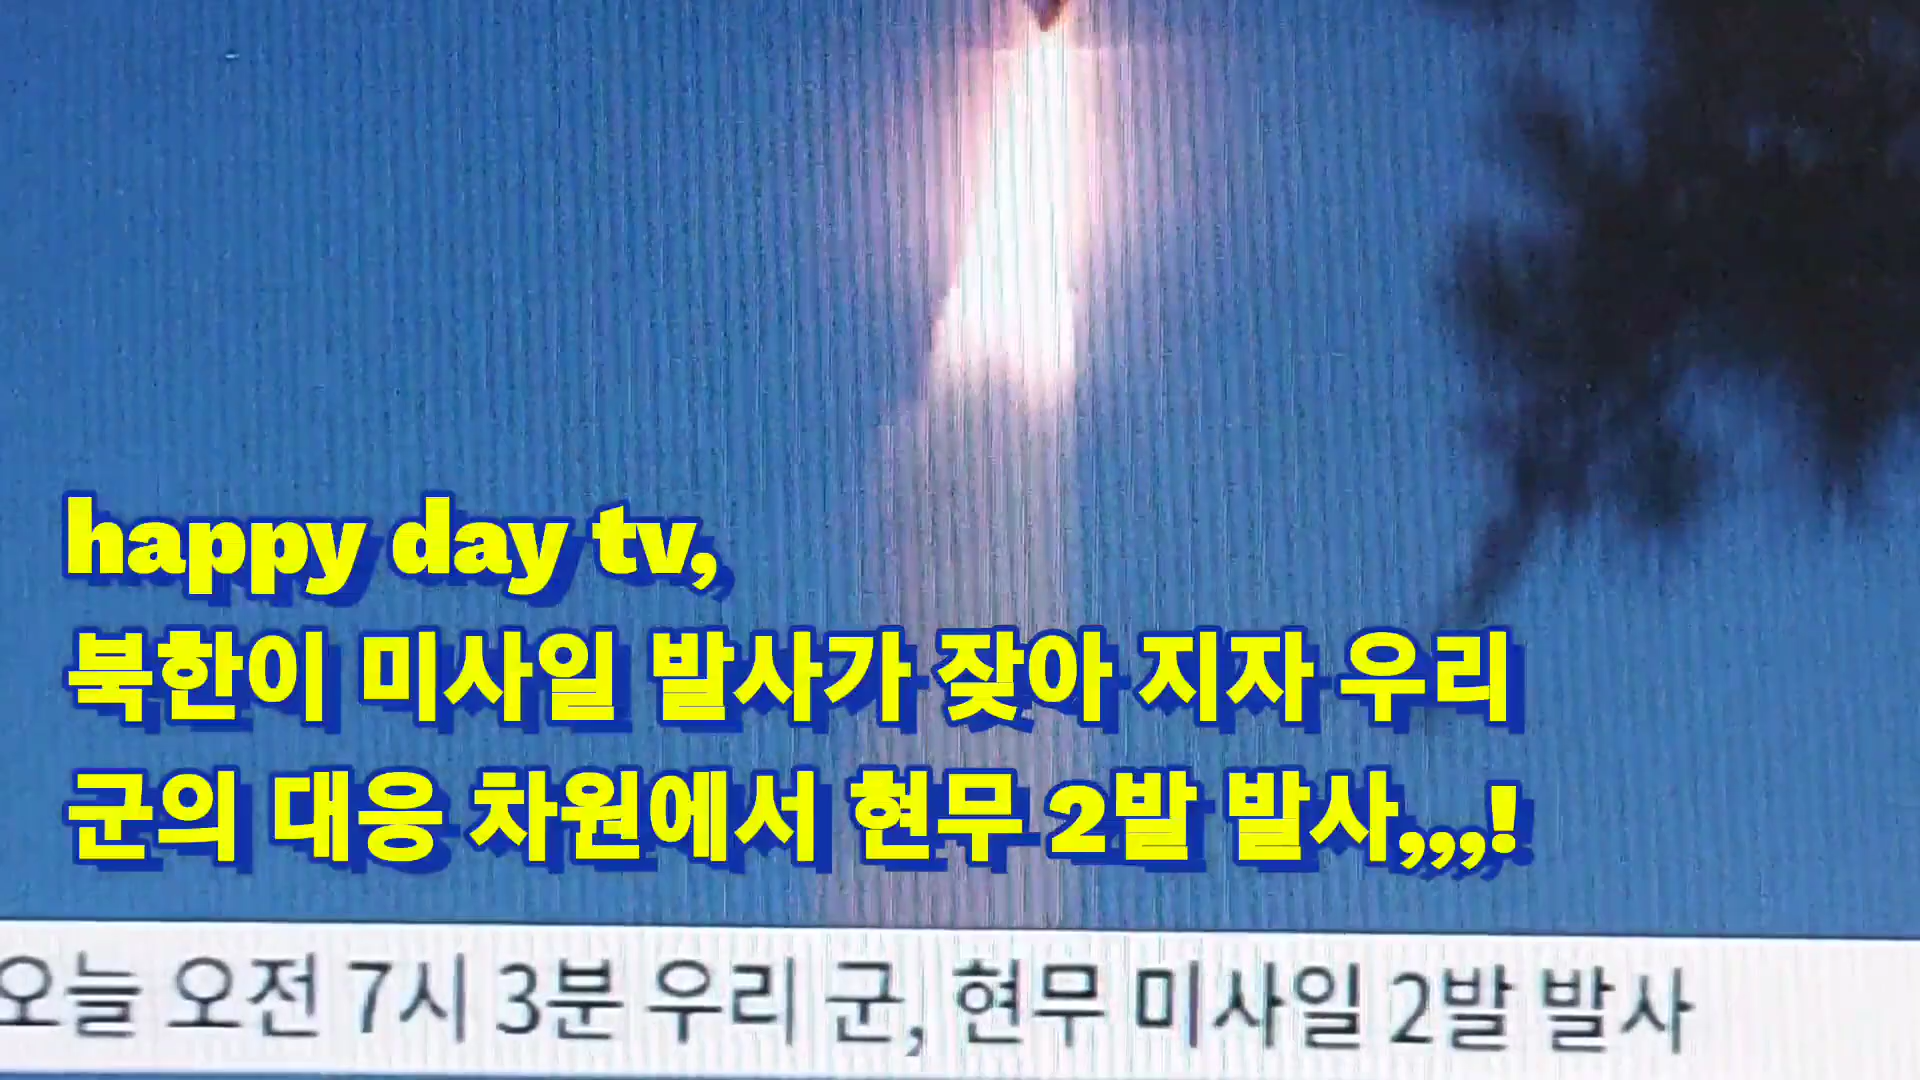 happy day tv,
북한이 미사일 발사가 잦아 지자 우리
군의 대응 차원에서 현무 2발 발사,,,!
오늘 오전 7시 3분 우리 군, 현무 미사일 2발 발사